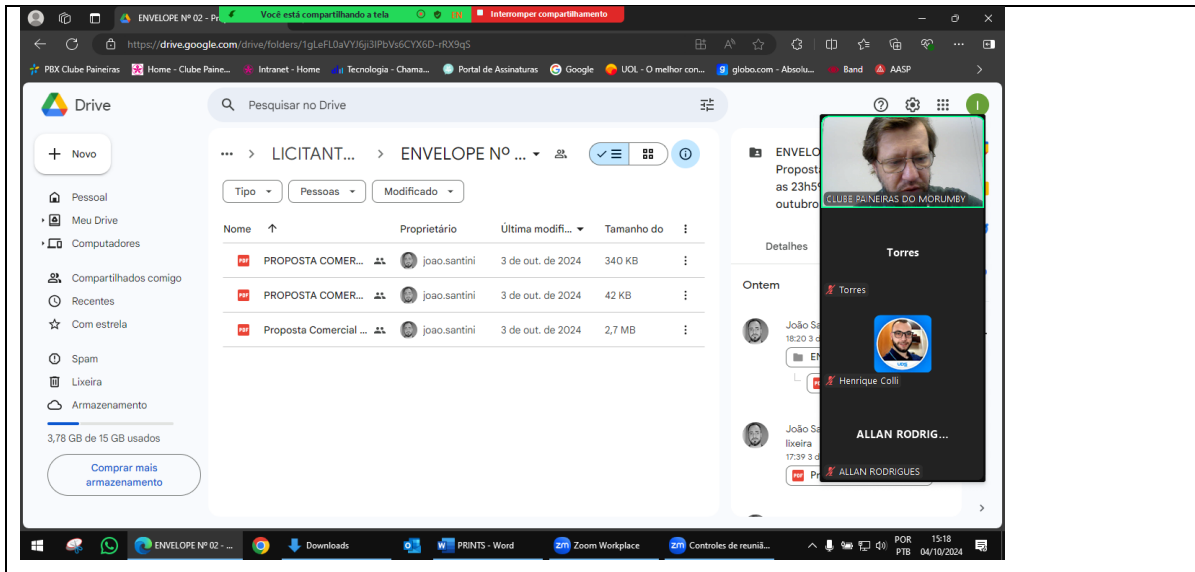 ENVELOPE Nº 02 - Pr
Você está compartilhando a tela
EN
Interromper compartilhamento
https://drive.google.com/drive/folders/1gLeFL0aVYJ6ji3IPbVs6CYX6D-rRX9qS
PBX Clube Paineiras
Home - Clube Paine...
Intranet - Home
Tecnologia - Chama...
Portal de Assinaturas
Google
UOL - O melhor con...
globo.com - Absolu...
Band
AASP
Drive
Pesquisar no Drive
I
Novo
Pessoal
Meu Drive
Computadores
Compartilhados comigo
Recentes
Com estrela
Spam
Lixeira
Armazenamento
3,78 GB de 15 GB usados
Comprar mais
armazenamento
... > LICITANT... > ENVELOPE Nº ...
Tipo
Pessoas
Modificado
Nome
Proprietário
Última modifi...
Tamanho do
PROPOSTA COMER... joao.santini 3 de out. de 2024 340 KB
PROPOSTA COMER... joao.santini 3 de out. de 2024 42 KB
Proposta Comercial ... joao.santini 3 de out. de 2024 2,7 MB
ENVELO
Propost
as 23h5
outubro
Detalhes
Ontem
João Sa
18:20 3 d
EN
João Sa
lixeira
17:39 3 d
Pr
CLUBE PAINEIRAS DO MORUMBY
Torres
Torres
Henrique Colli
ALLAN RODRIG...
ALLAN RODRIGUES
ENVELOPE Nº 02 - ...
Downloads
PRINTS - Word
Zoom Workplace
Controles de reuniã...
POR
PTB
15:18
04/10/2024